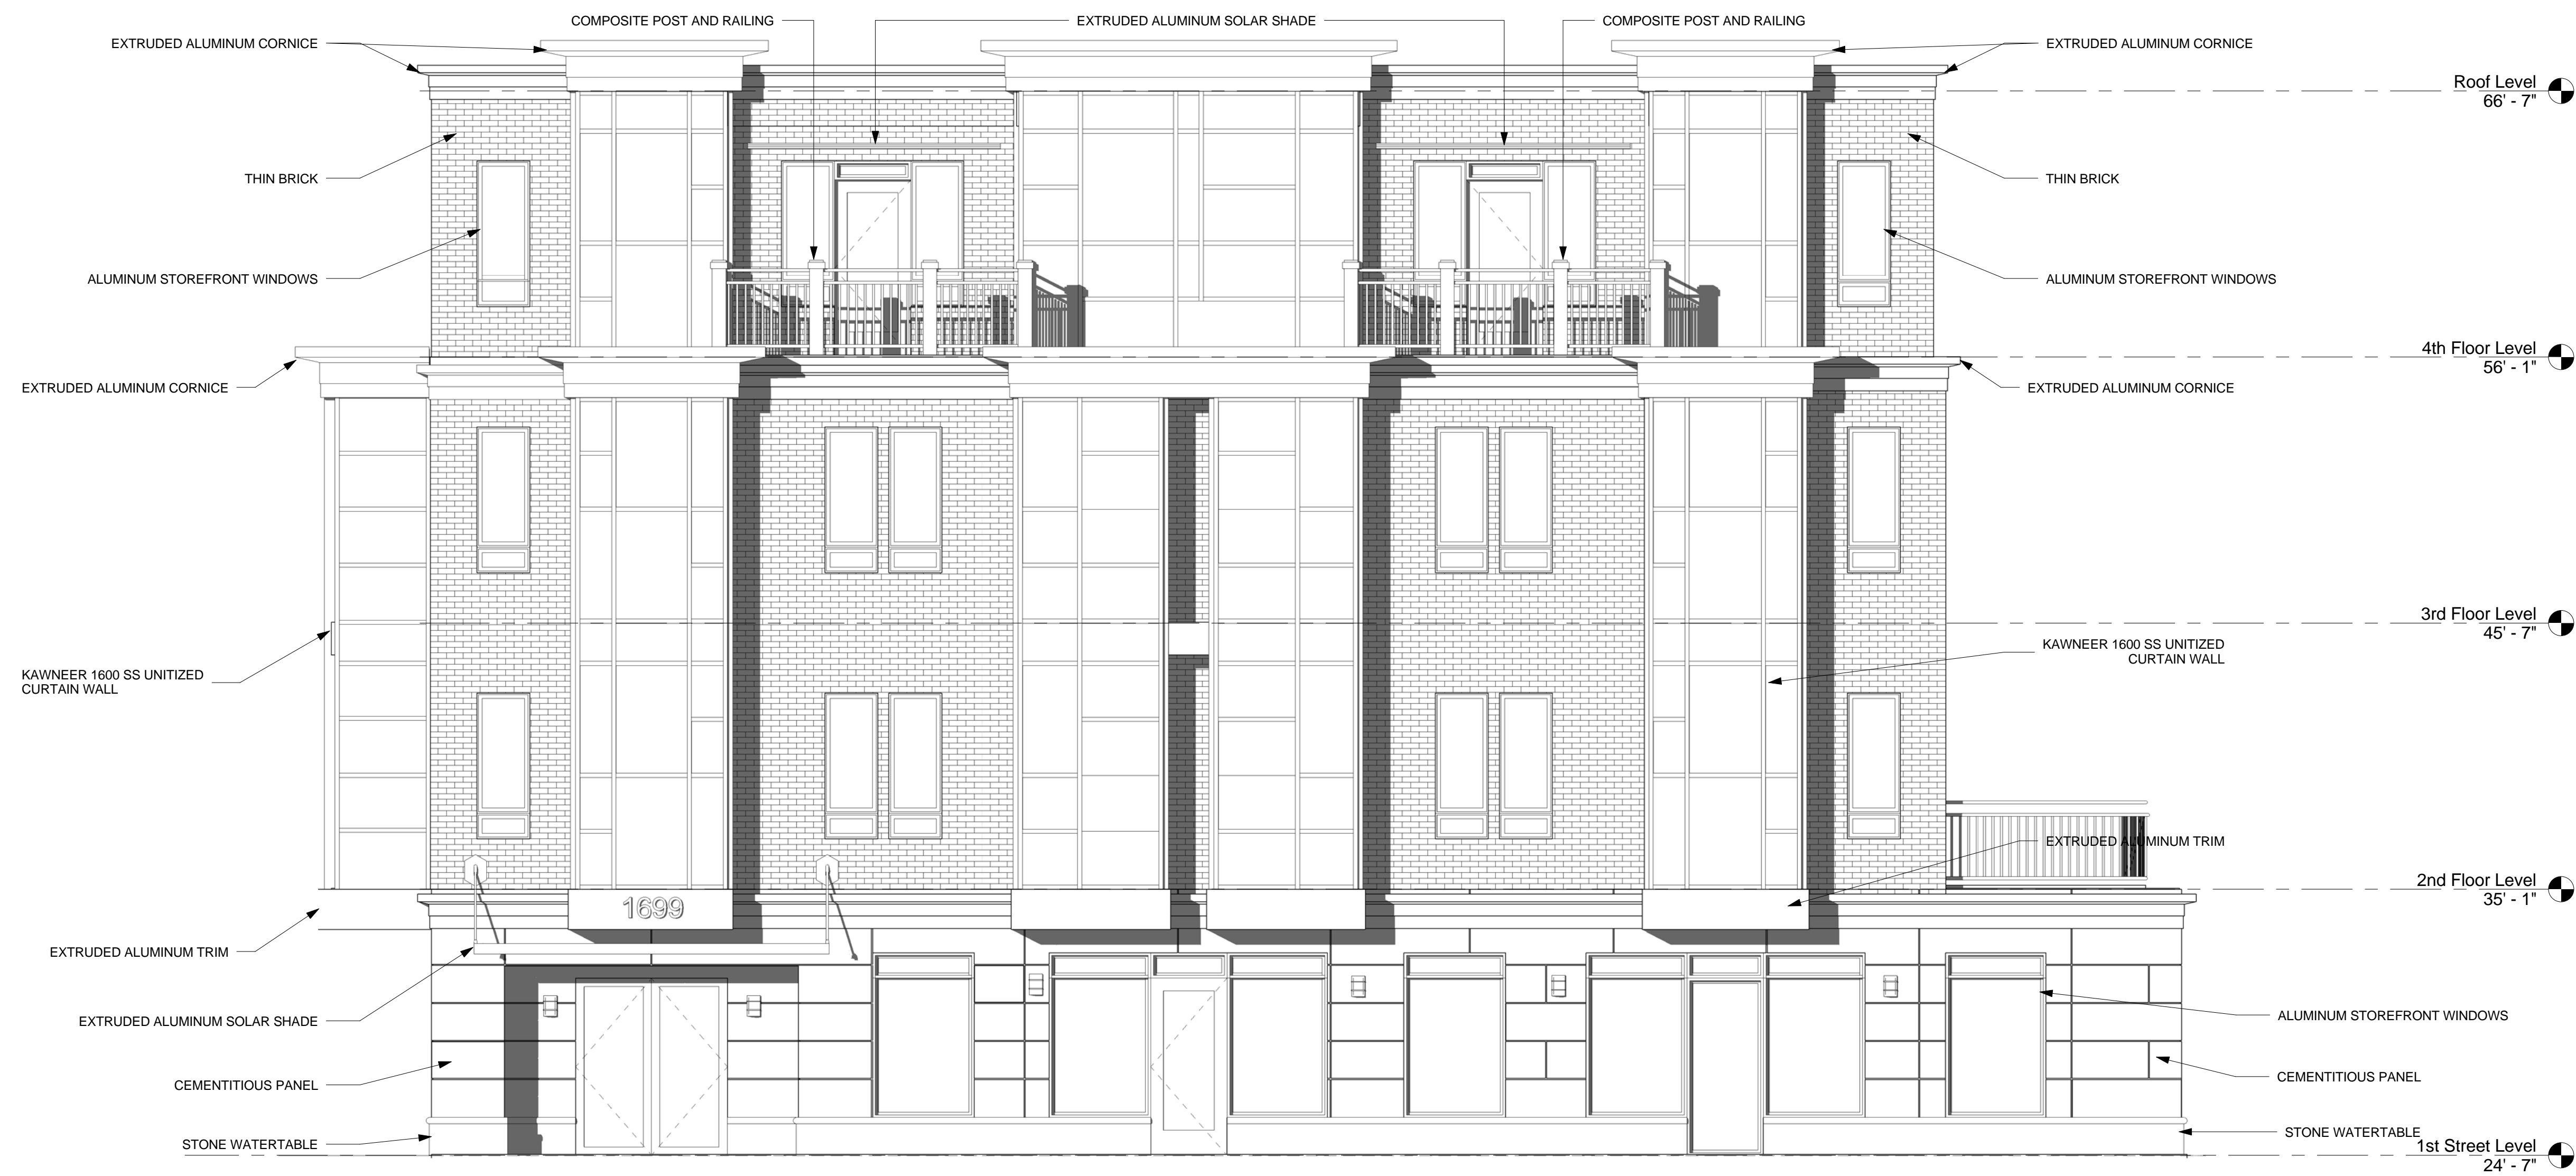 COMPOSITE POST AND RAILING
EXTRUDED ALUMINUM SOLAR SHADE
COMPOSITE POST AND RAILING
EXTRUDED ALUMINUM CORNICE
EXTRUDED ALUMINUM CORNICE
Roof Level
66' - 7"
THIN BRICK
THIN BRICK
ALUMINUM STOREFRONT WINDOWS
ALUMINUM STOREFRONT WINDOWS
4th Floor Level
56' - 1"
EXTRUDED ALUMINUM CORNICE
EXTRUDED ALUMINUM CORNICE
3rd Floor Level
45' - 7"
KAWNEER 1600 SS UNITIZED
CURTAIN WALL
KAWNEER 1600 SS UNITIZED
CURTAIN WALL
EXTRUDED ALUMINUM TRIM
2nd Floor Level
35' - 1"
1699
EXTRUDED ALUMINUM TRIM
EXTRUDED ALUMINUM SOLAR SHADE
ALUMINUM STOREFRONT WINDOWS
CEMENTITIOUS PANEL
CEMENTITIOUS PANEL
STONE WATERTABLE
STONE WATERTABLE
1st Street Level
24' - 7"